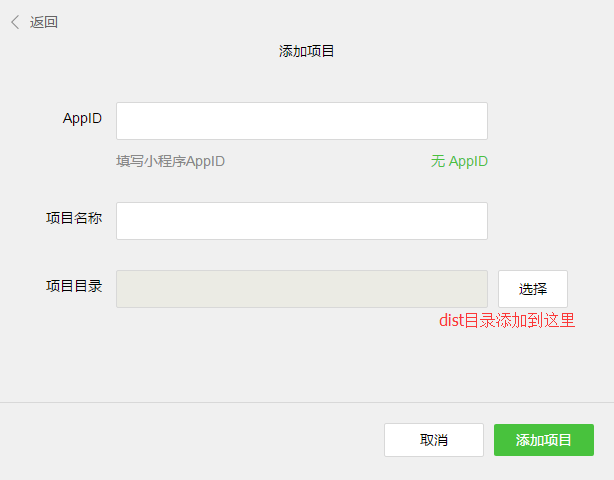 返回
添加项目
AppID
填写小程序AppID 无 AppID
项目名称
项目目录 选择
dist目录添加到这里
取消 添加项目